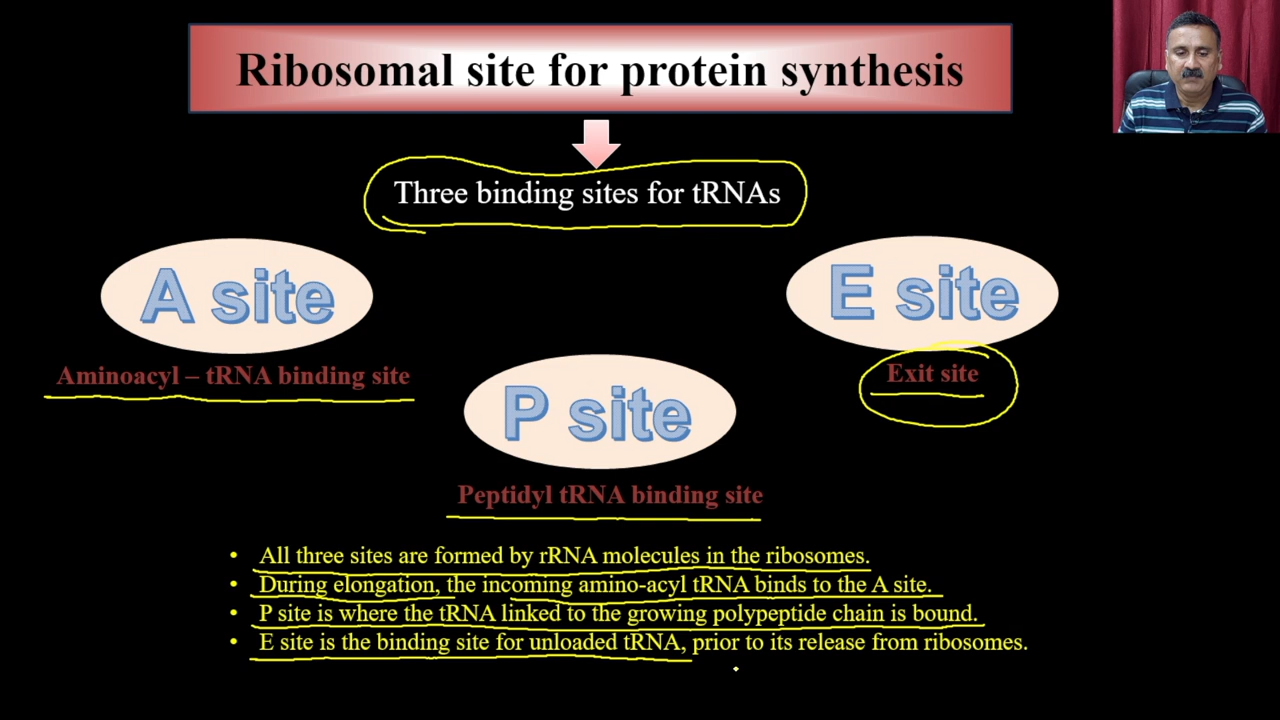 Ribosomal site for protein synthesis
Three binding sites for tRNAs
A site
E site
Aminoacyl – tRNA binding site
Exit site
P site
Peptidyl tRNA binding site
• All three sites are formed by rRNA molecules in the ribosomes.
• During elongation, the incoming amino-acyl tRNA binds to the A site.
• P site is where the tRNA linked to the growing polypeptide chain is bound.
• E site is the binding site for unloaded tRNA, prior to its release from ribosomes.